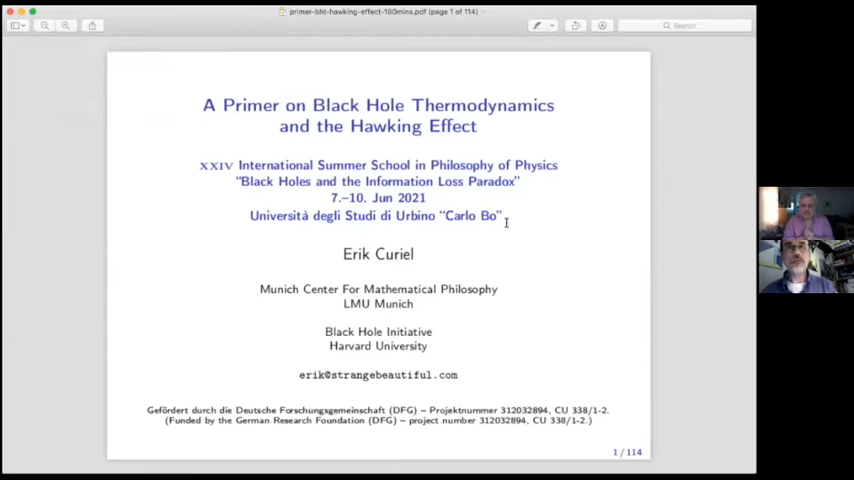 primer-bht-hawking-effect-180mins.pdf (page 1 of 114)
Search
A Primer on Black Hole Thermodynamics
and the Hawking Effect
XXIV International Summer School in Philosophy of Physics
"Black Holes and the Information Loss Paradox"
7.–10. Jun 2021
Università degli Studi di Urbino "Carlo Bo"
Erik Curiel
Munich Center For Mathematical Philosophy
LMU Munich
Black Hole Initiative
Harvard University
erik@strangebeautiful.com
Gefördert durch die Deutsche Forschungsgemeinschaft (DFG) – Projektnummer 312032894, CU 338/1-2.
(Funded by the German Research Foundation (DFG) – project number 312032894, CU 338/1-2.)
1 / 114